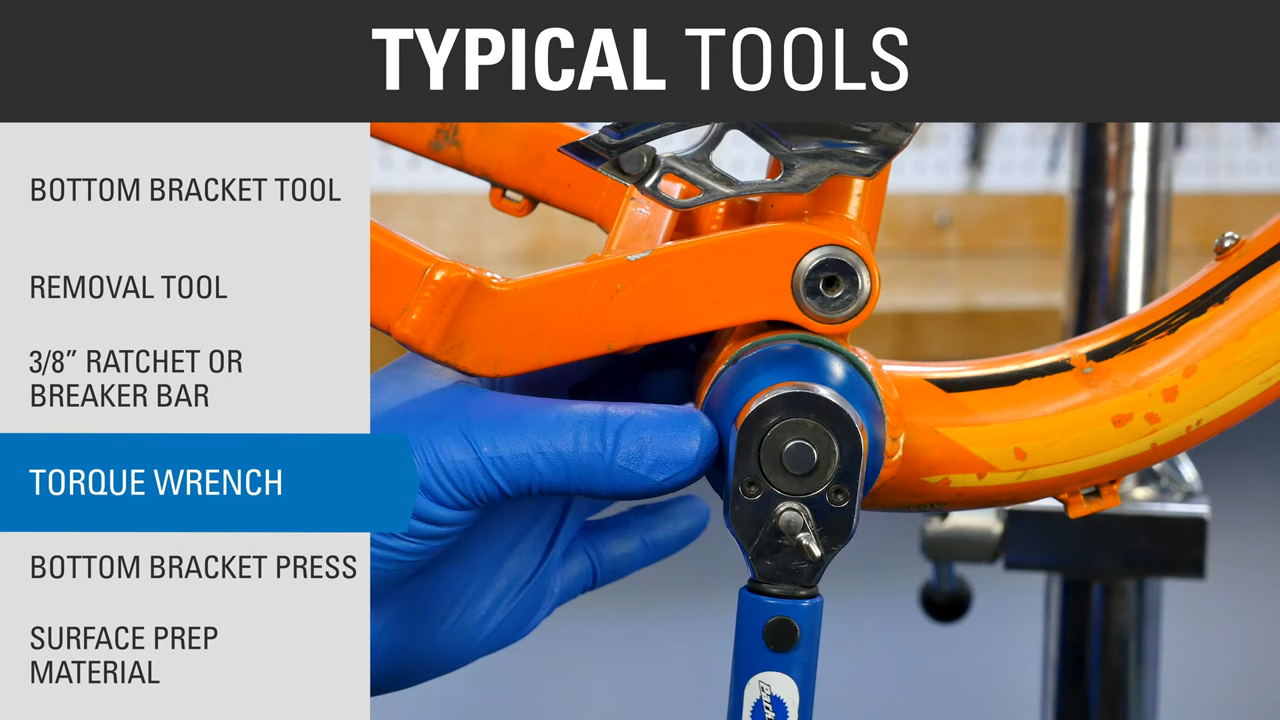 TYPICAL TOOLS
BOTTOM BRACKET TOOL
REMOVAL TOOL
3/8” RATCHET OR
BREAKER BAR
TORQUE WRENCH
BOTTOM BRACKET PRESS
SURFACE PREP
MATERIAL